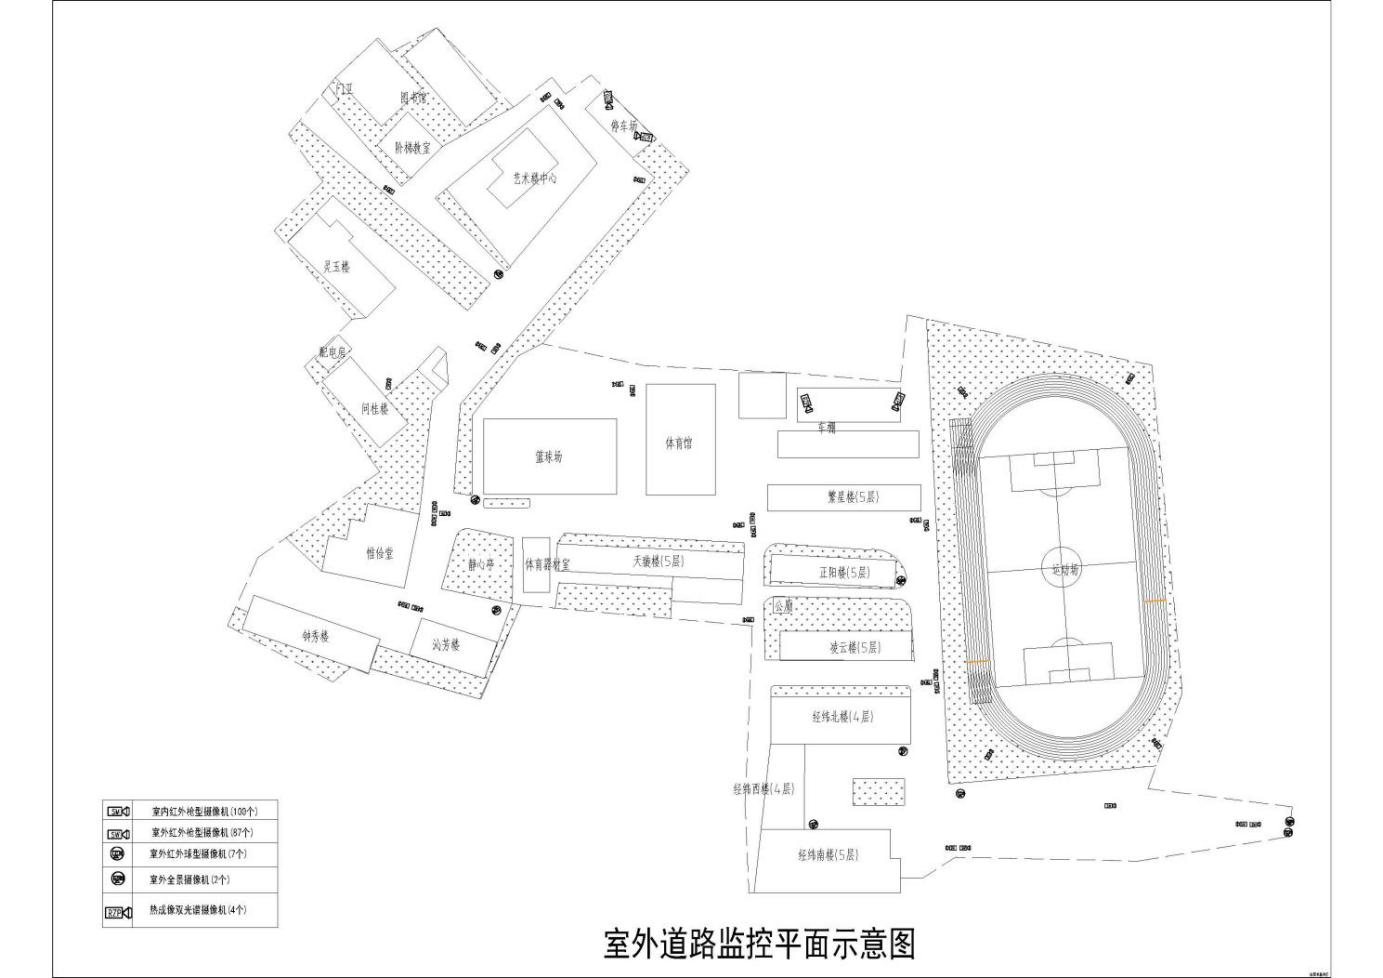 门卫
图书馆
停车场
阶梯教室
艺术楼中心
灵玉楼
配电房
问桂楼
车棚
体育馆
篮球场
繁星楼(5层)
惟俭堂
静心亭
体育器材室
天璇楼(5层)
正阳楼(5层)
运动场
公厕
钟秀楼
沁芳楼
凌云楼(5层)
经纬北楼(4层)
经纬西楼(4层)
经纬南楼(5层)
室内红外枪型摄像机(100个)
SW 室外红外枪型摄像机(87个)
室外红外球型摄像机(7个)
室外全景摄像机(2个)
热成像双光谱摄像机(4个)
室外道路监控平面示意图